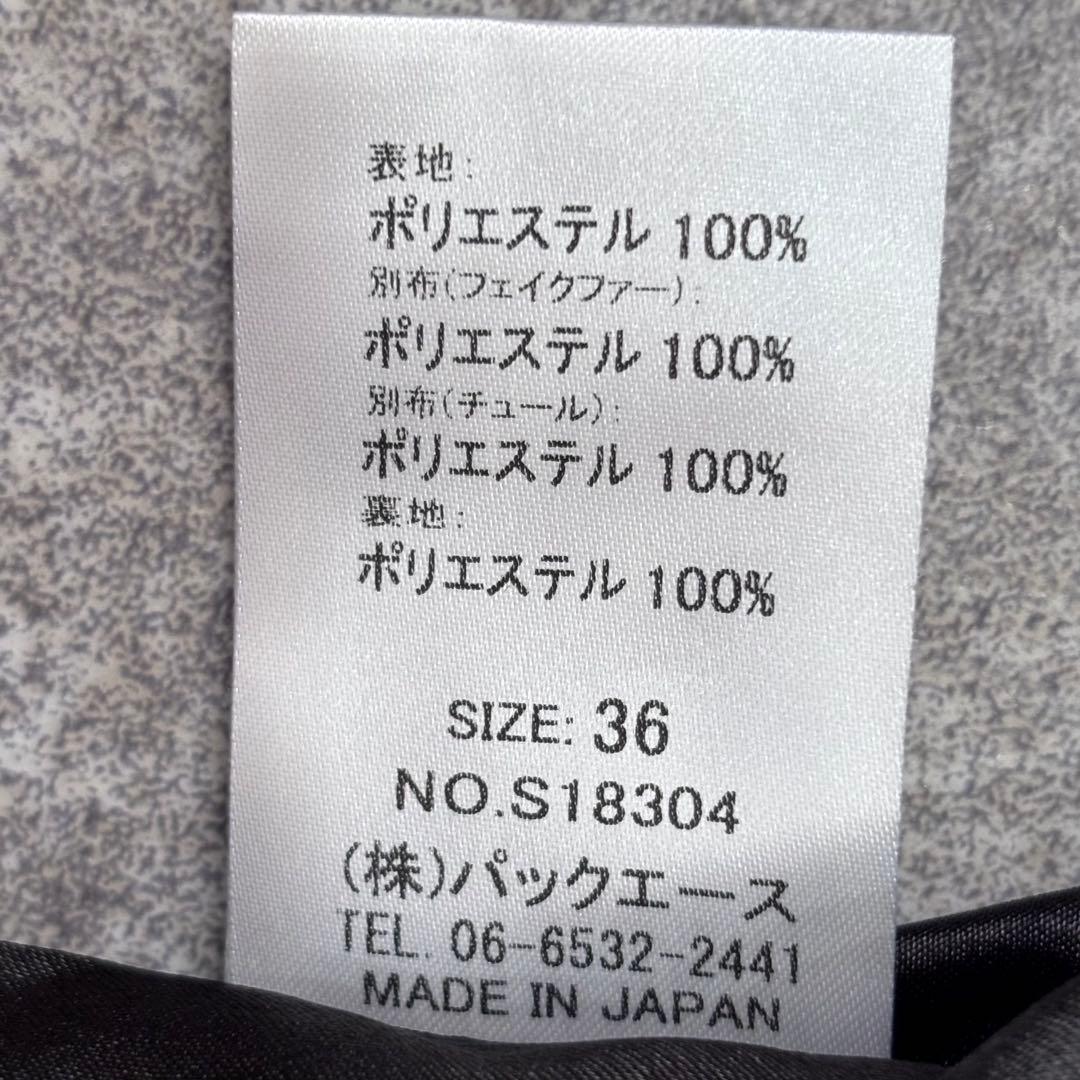 表地:
ポリエステル 100%
別布(フェイクファー):
ポリエステル 100%
別布(チュール):
ポリエステル 100%
裏地:
ポリエステル 100%
SIZE: 36
NO.S18304
(株)パックエース
TEL. 06-6532-2441
MADE IN JAPAN